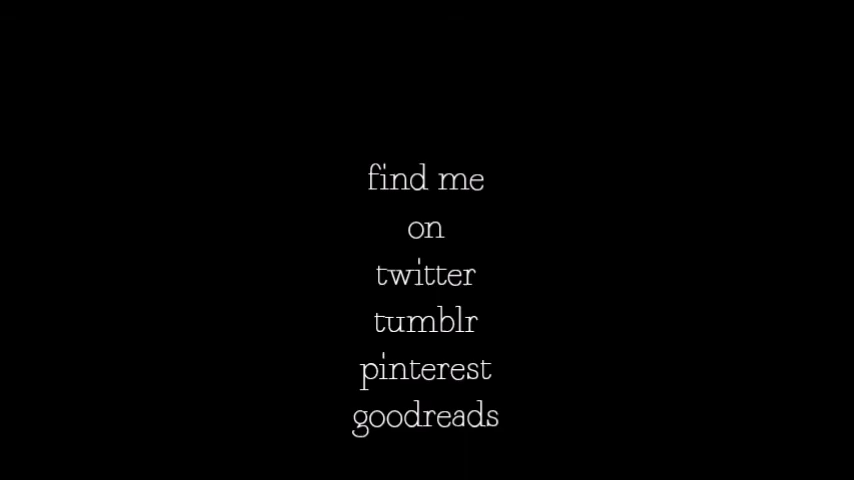 find me
on
twitter
tumblr
pinterest
goodreads